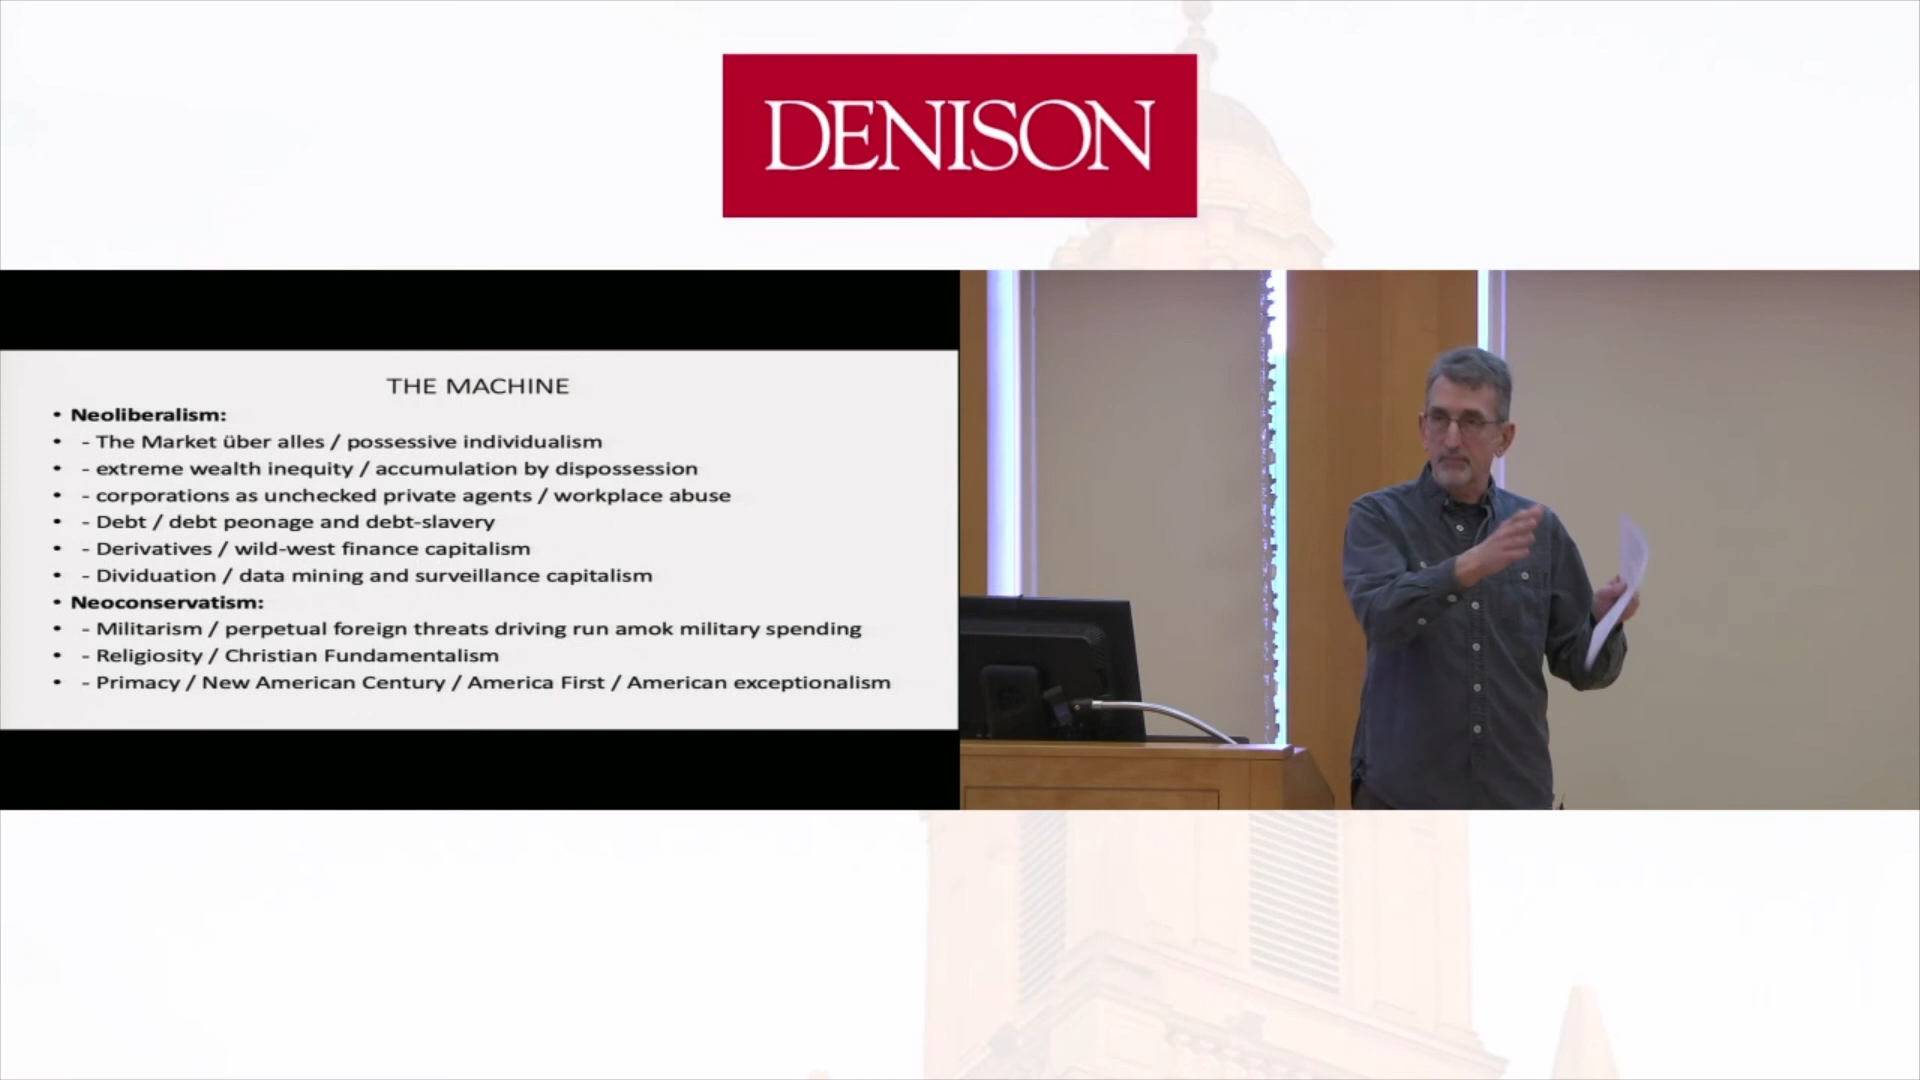 DENISON
THE MACHINE
• Neoliberalism:
• - The Market über alles / possessive individualism
• - extreme wealth inequity / accumulation by dispossession
• - corporations as unchecked private agents / workplace abuse
• - Debt / debt peonage and debt-slavery
• - Derivatives / wild-west finance capitalism
• - Dividuation / data mining and surveillance capitalism
• Neoconservatism:
• - Militarism / perpetual foreign threats driving run amok military spending
• - Religiosity / Christian Fundamentalism
• - Primacy / New American Century / America First / American exceptionalism